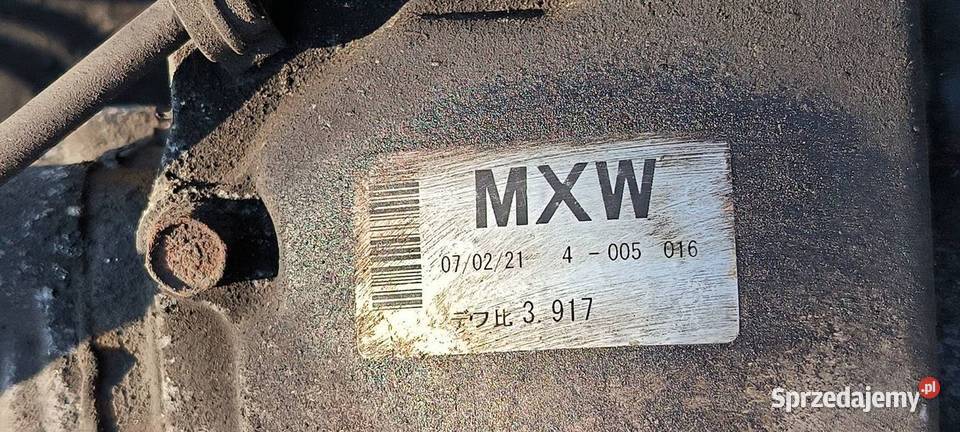 MXW
07/02/21 4 - 005 016
デフ比 3.917
Sprzedajemy.pl